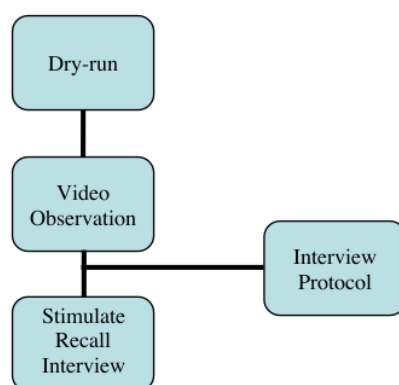 Dry-run
Video
Observation
Interview
Protocol
Stimulate
Recall
Interview